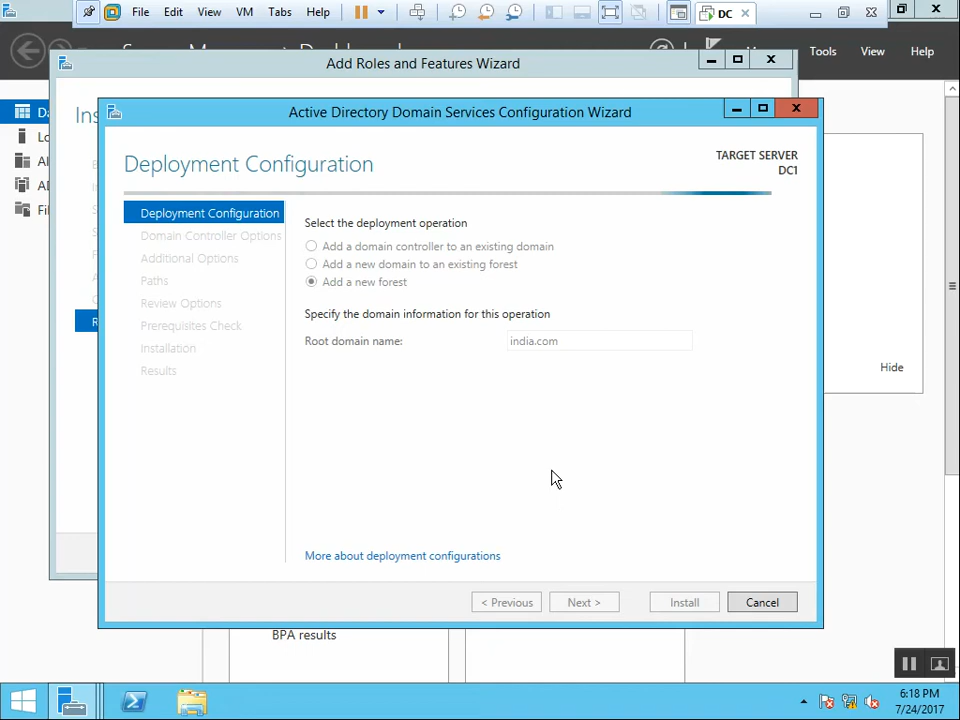 File Edit View VM Tabs Help
DC
Tools View Help
Add Roles and Features Wizard
Active Directory Domain Services Configuration Wizard
Deployment Configuration
TARGET SERVER
DC1
Deployment Configuration
Domain Controller Options
Additional Options
Paths
Review Options
Prerequisites Check
Installation
Results
Select the deployment operation
Add a domain controller to an existing domain
Add a new domain to an existing forest
Add a new forest
Specify the domain information for this operation
Root domain name: india.com
More about deployment configurations
< Previous Next > Install Cancel
Hide
BPA results
6:18 PM
7/24/2017